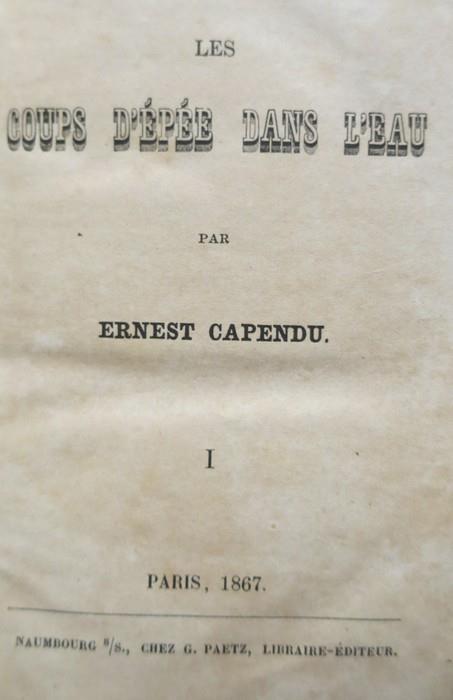 LES
COUPS D'ÉPÉE DANS L'EAU
PAR
ERNEST CAPENDU.
I
PARIS, 1867.
NAUMBOURG s/S., CHEZ G. PAETZ, LIBRAIRE-ÉDITEUR.